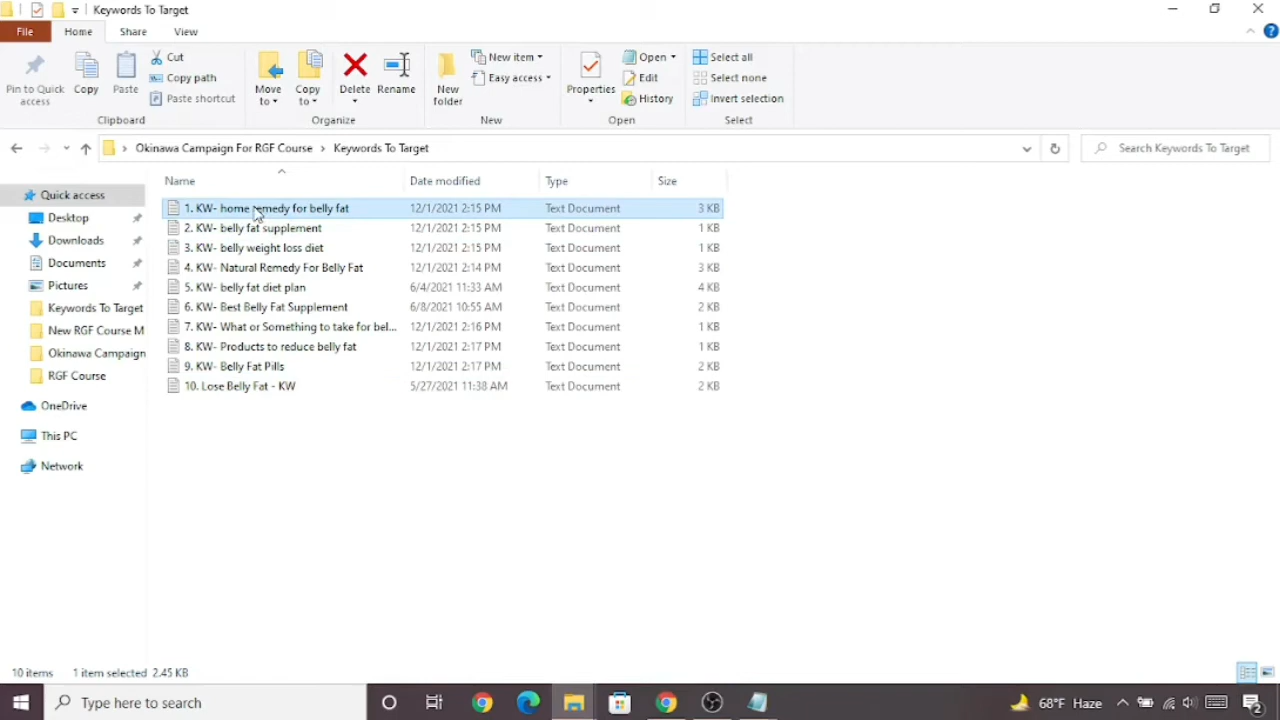 Keywords To Target
File Home Share View
Pin to Quick access
Copy
Paste
Cut
Copy path
Paste shortcut
Clipboard
Move to
Copy to
Delete
Rename
Organize
New folder
New item
Easy access
New
Properties
Open
Edit
History
Open
Select all
Select none
Invert selection
Select
Okinawa Campaign For RGF Course > Keywords To Target
Search Keywords To Target
Name Date modified Type Size
1. KW- home remedy for belly fat 12/1/2021 2:15 PM Text Document 3 KB
2. KW- belly fat supplement 12/1/2021 2:15 PM Text Document 1 KB
3. KW- belly weight loss diet 12/1/2021 2:15 PM Text Document 1 KB
4. KW- Natural Remedy For Belly Fat 12/1/2021 2:14 PM Text Document 3 KB
5. KW- belly fat diet plan 6/4/2021 11:33 AM Text Document 4 KB
6. KW- Best Belly Fat Supplement 6/8/2021 10:55 AM Text Document 2 KB
7. KW- What or Something to take for bel... 12/1/2021 2:16 PM Text Document 1 KB
8. KW- Products to reduce belly fat 12/1/2021 2:17 PM Text Document 1 KB
9. KW- Belly Fat Pills 12/1/2021 2:17 PM Text Document 2 KB
10. Lose Belly Fat - KW 5/27/2021 11:38 AM Text Document 2 KB
Quick access
Desktop
Downloads
Documents
Pictures
Keywords To Target
New RGF Course M
Okinawa Campaign
RGF Course
OneDrive
This PC
Network
10 items 1 item selected 2.45 KB
Type here to search
68°F Haze
2